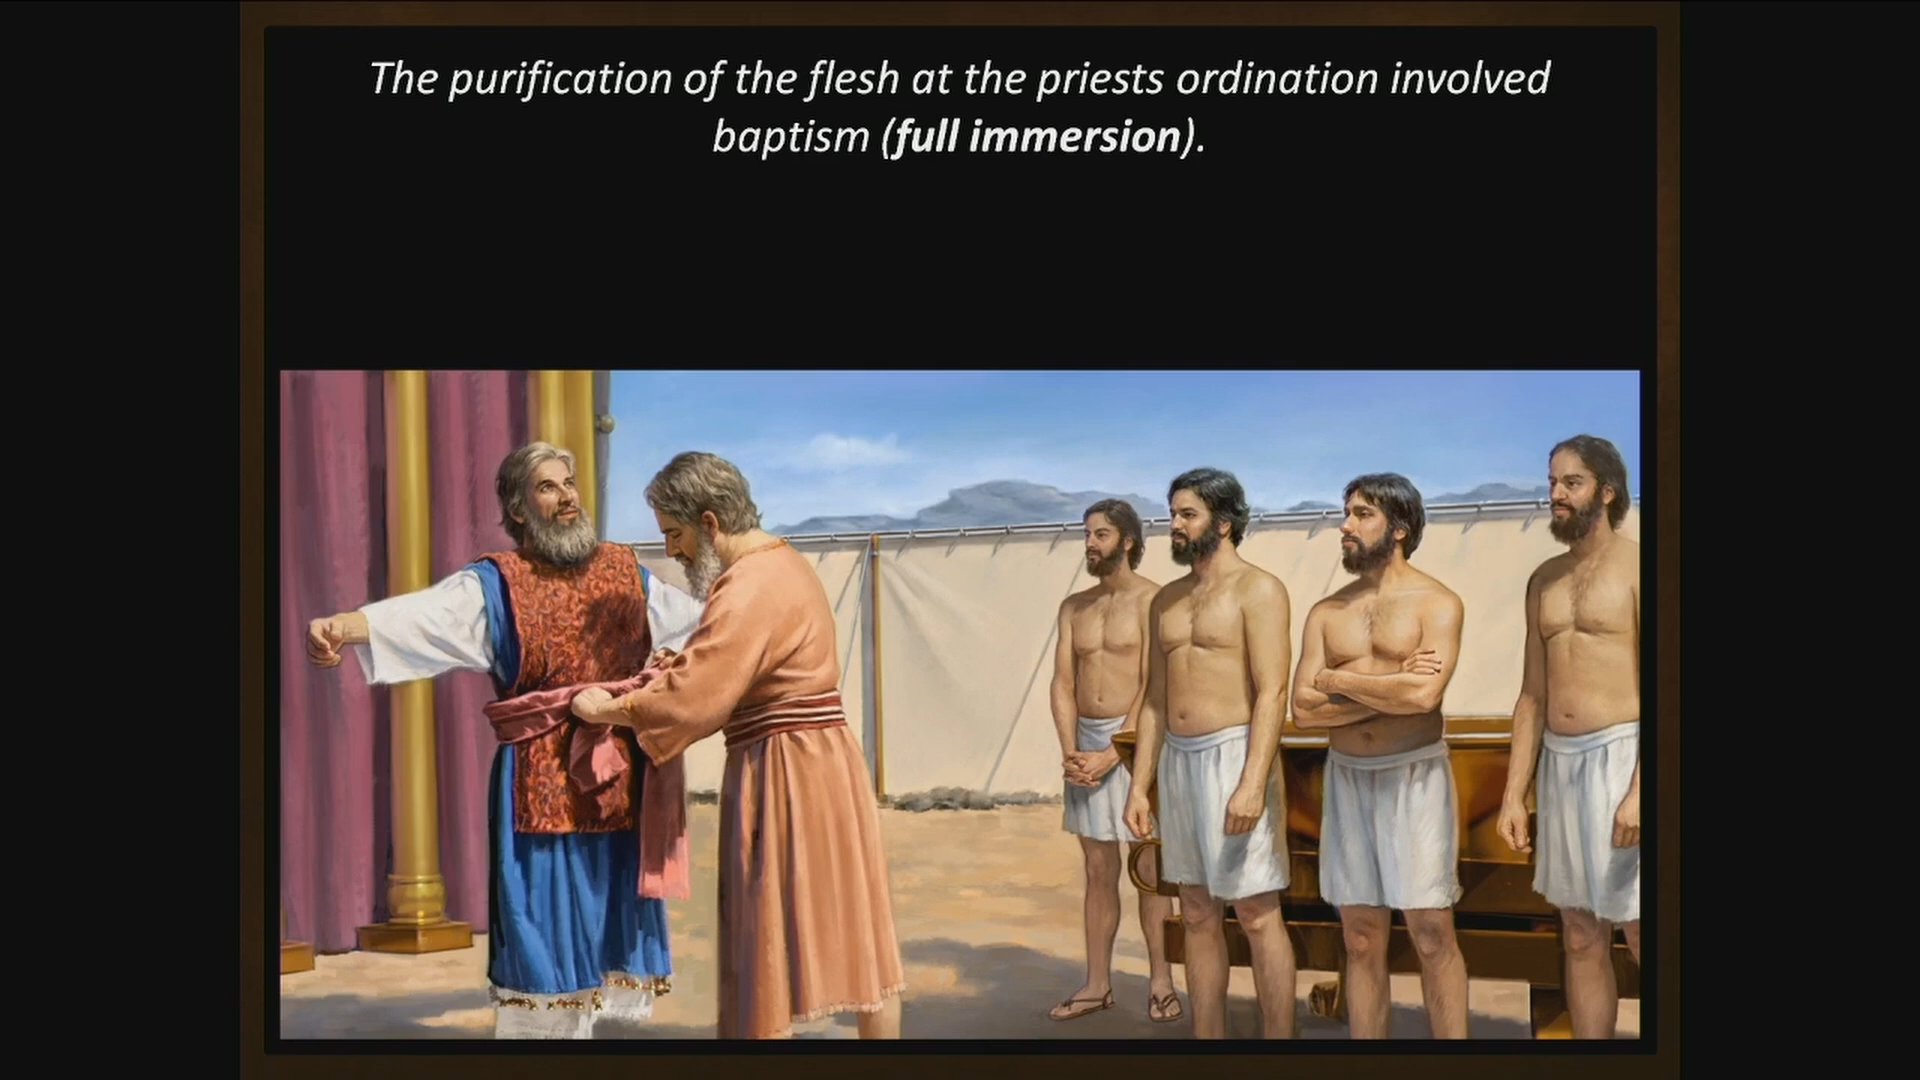 The purification of the flesh at the priests ordination involved
baptism (full immersion).